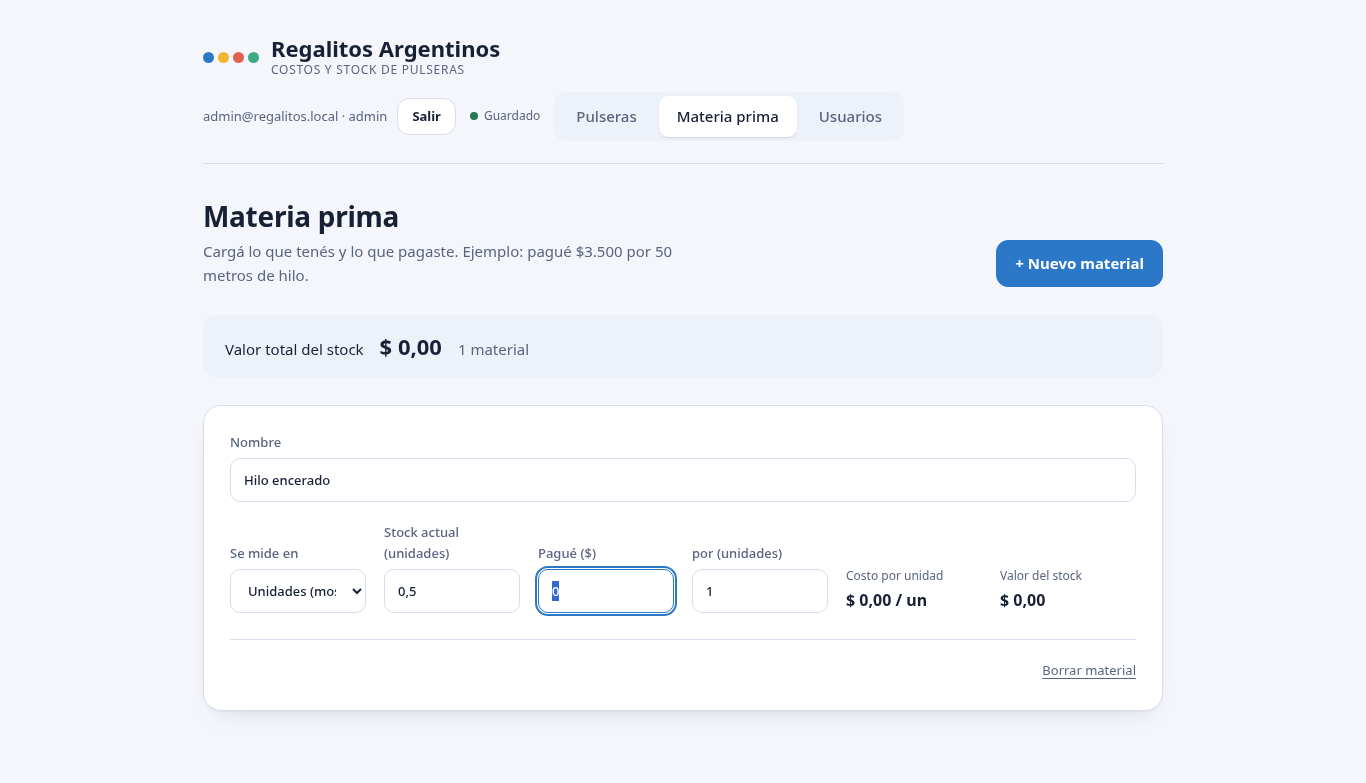 Regalitos Argentinos
COSTOS Y STOCK DE PULSERAS
admin@regalitos.local · admin
Salir
Guardado
Pulseras
Materia prima
Usuarios
Materia prima
Cargá lo que tenés y lo que pagaste. Ejemplo: pagué $3.500 por 50
metros de hilo.
+ Nuevo material
Valor total del stock
$ 0,00
1 material
Nombre
Hilo encerado
Se mide en
Unidades (mos
Stock actual
(unidades)
0,5
Pagué ($)
0
por (unidades)
1
Costo por unidad
$ 0,00 / un
Valor del stock
$ 0,00
Borrar material